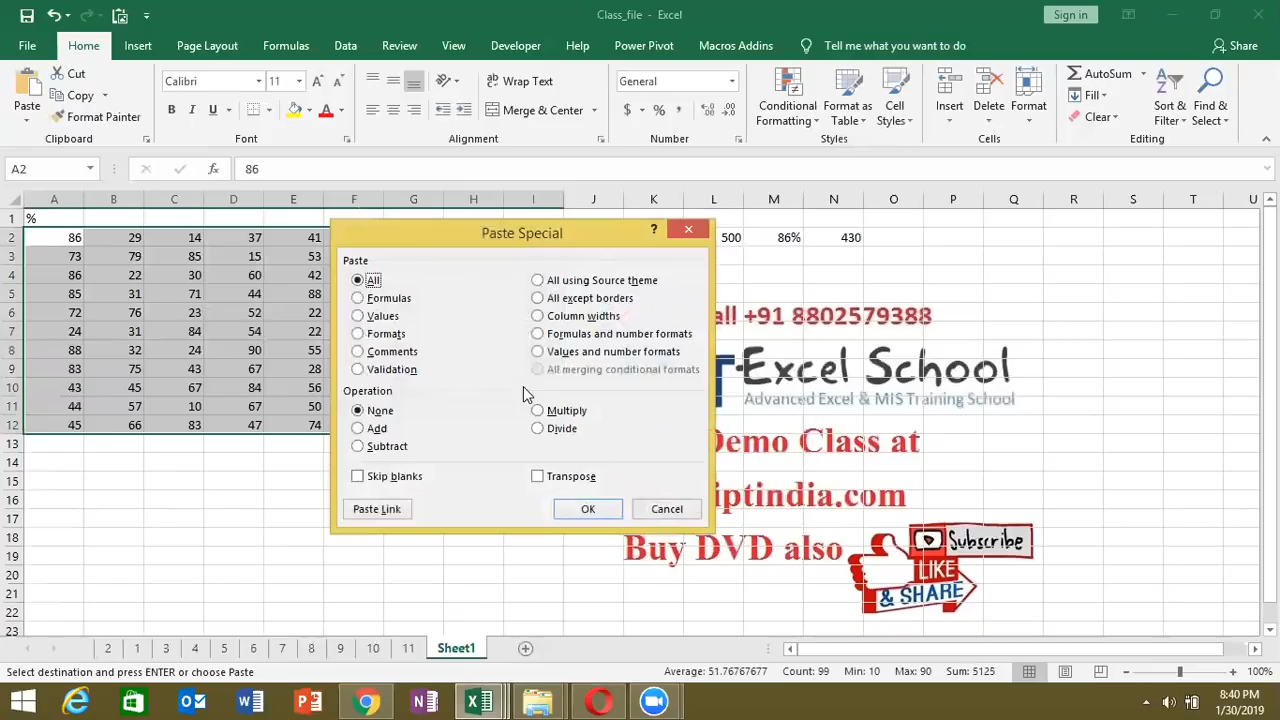 Class_file - Excel
Sign in
File Home Insert Page Layout Formulas Data Review View Developer Help Power Pivot Macros Addins Tell me what you want to do Share
Paste
Cut
Copy
Format Painter
Clipboard
Calibri 11
B I U
Font
Wrap Text
Merge & Center
Alignment
General
$ % ,
Number
Conditional Formatting
Format as Table
Cell Styles
Styles
Insert
Delete
Format
Cells
AutoSum
Fill
Clear
Sort & Filter
Find & Select
Editing
A2 fx 86
A B C D E F G H I J K L M N O P Q R S T U
1 %
2 86 29 14 37 41 500 86% 430
3 73 79 85 15 53
4 86 22 30 60 42
5 85 31 71 44 88
6 72 76 23 52 22
7 24 31 84 54 22
8 88 32 24 90 55
9 83 75 43 67 28
10 43 45 67 84 56
11 44 57 10 67 50
12 45 66 83 47 74
13
14
15
16
17
18
19
20
21
22
23
Paste Special
?
Paste
All
Formulas
Values
Formats
Comments
Validation
All using Source theme
All except borders
Column widths
Formulas and number formats
Values and number formats
All merging conditional formats
Operation
None
Add
Subtract
Multiply
Divide
Skip blanks
Transpose
Paste Link
OK
Cancel
all +91 8802579388
Excel School
Advanced Excel & MIS Training School
Demo Class at
iptindia.com
Buy DVD also
Subscribe
LIKE
& SHARE
2 1 3 4 5 6 7 8 9 10 11 Sheet1
Select destination and press ENTER or choose Paste
Average: 51.76767677 Count: 99 Min: 10 Max: 90 Sum: 5125
100%
8:40 PM
1/30/2019